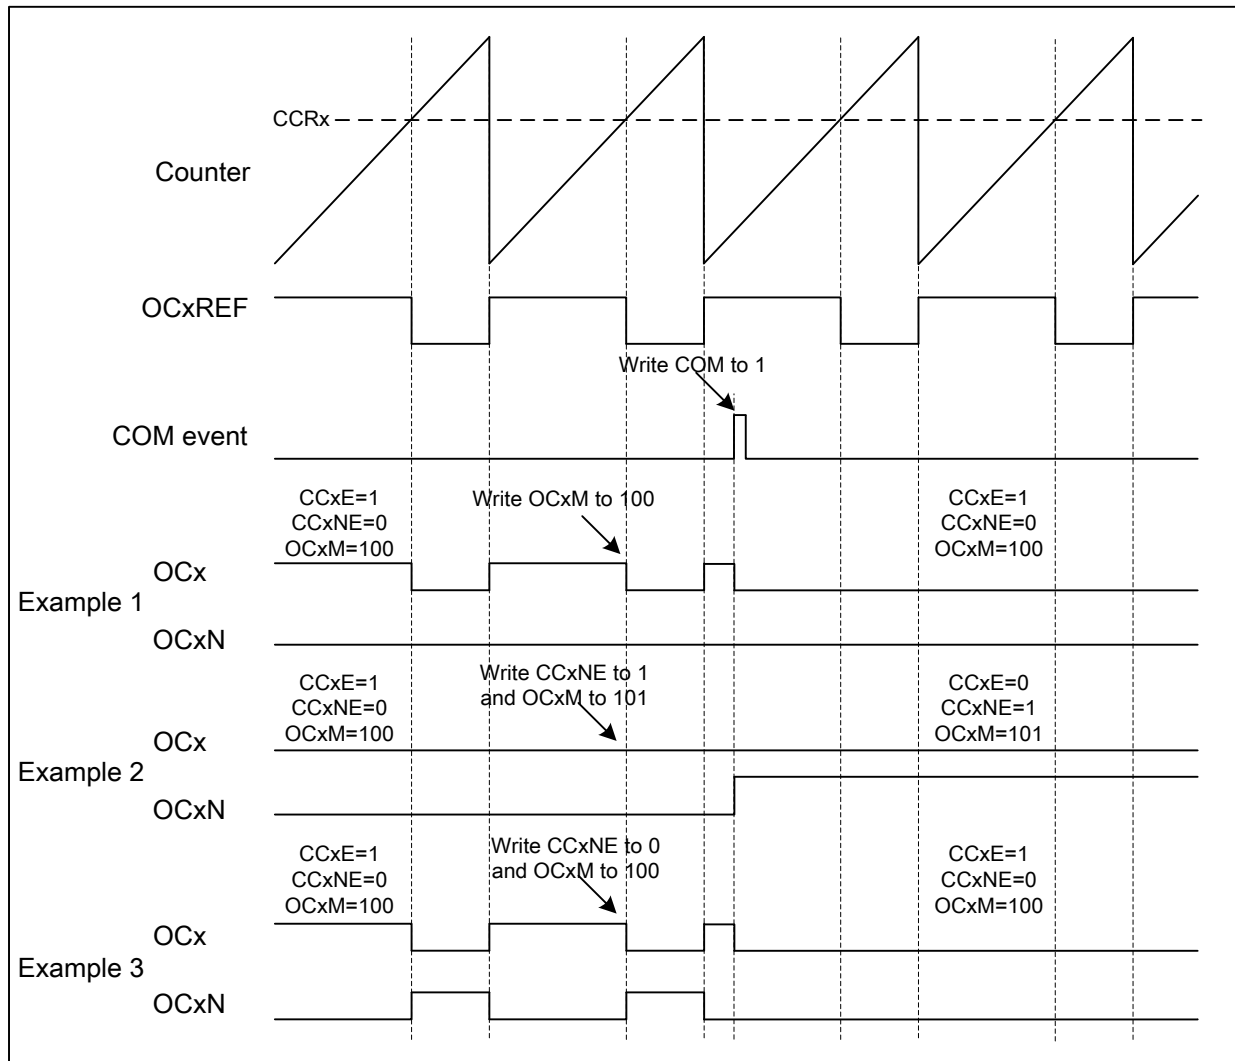 CCRx
Counter
OCxREF
Write COM to 1
COM event
CCxE=1
CCxNE=0
OCxM=100
Write OCxM to 100
CCxE=1
CCxNE=0
OCxM=100
OCx
Example 1
OCxN
CCxE=1
CCxNE=0
OCxM=100
Write CCxNE to 1
and OCxM to 101
CCxE=0
CCxNE=1
OCxM=101
OCx
Example 2
OCxN
CCxE=1
CCxNE=0
OCxM=100
Write CCxNE to 0
and OCxM to 100
CCxE=1
CCxNE=0
OCxM=100
OCx
Example 3
OCxN